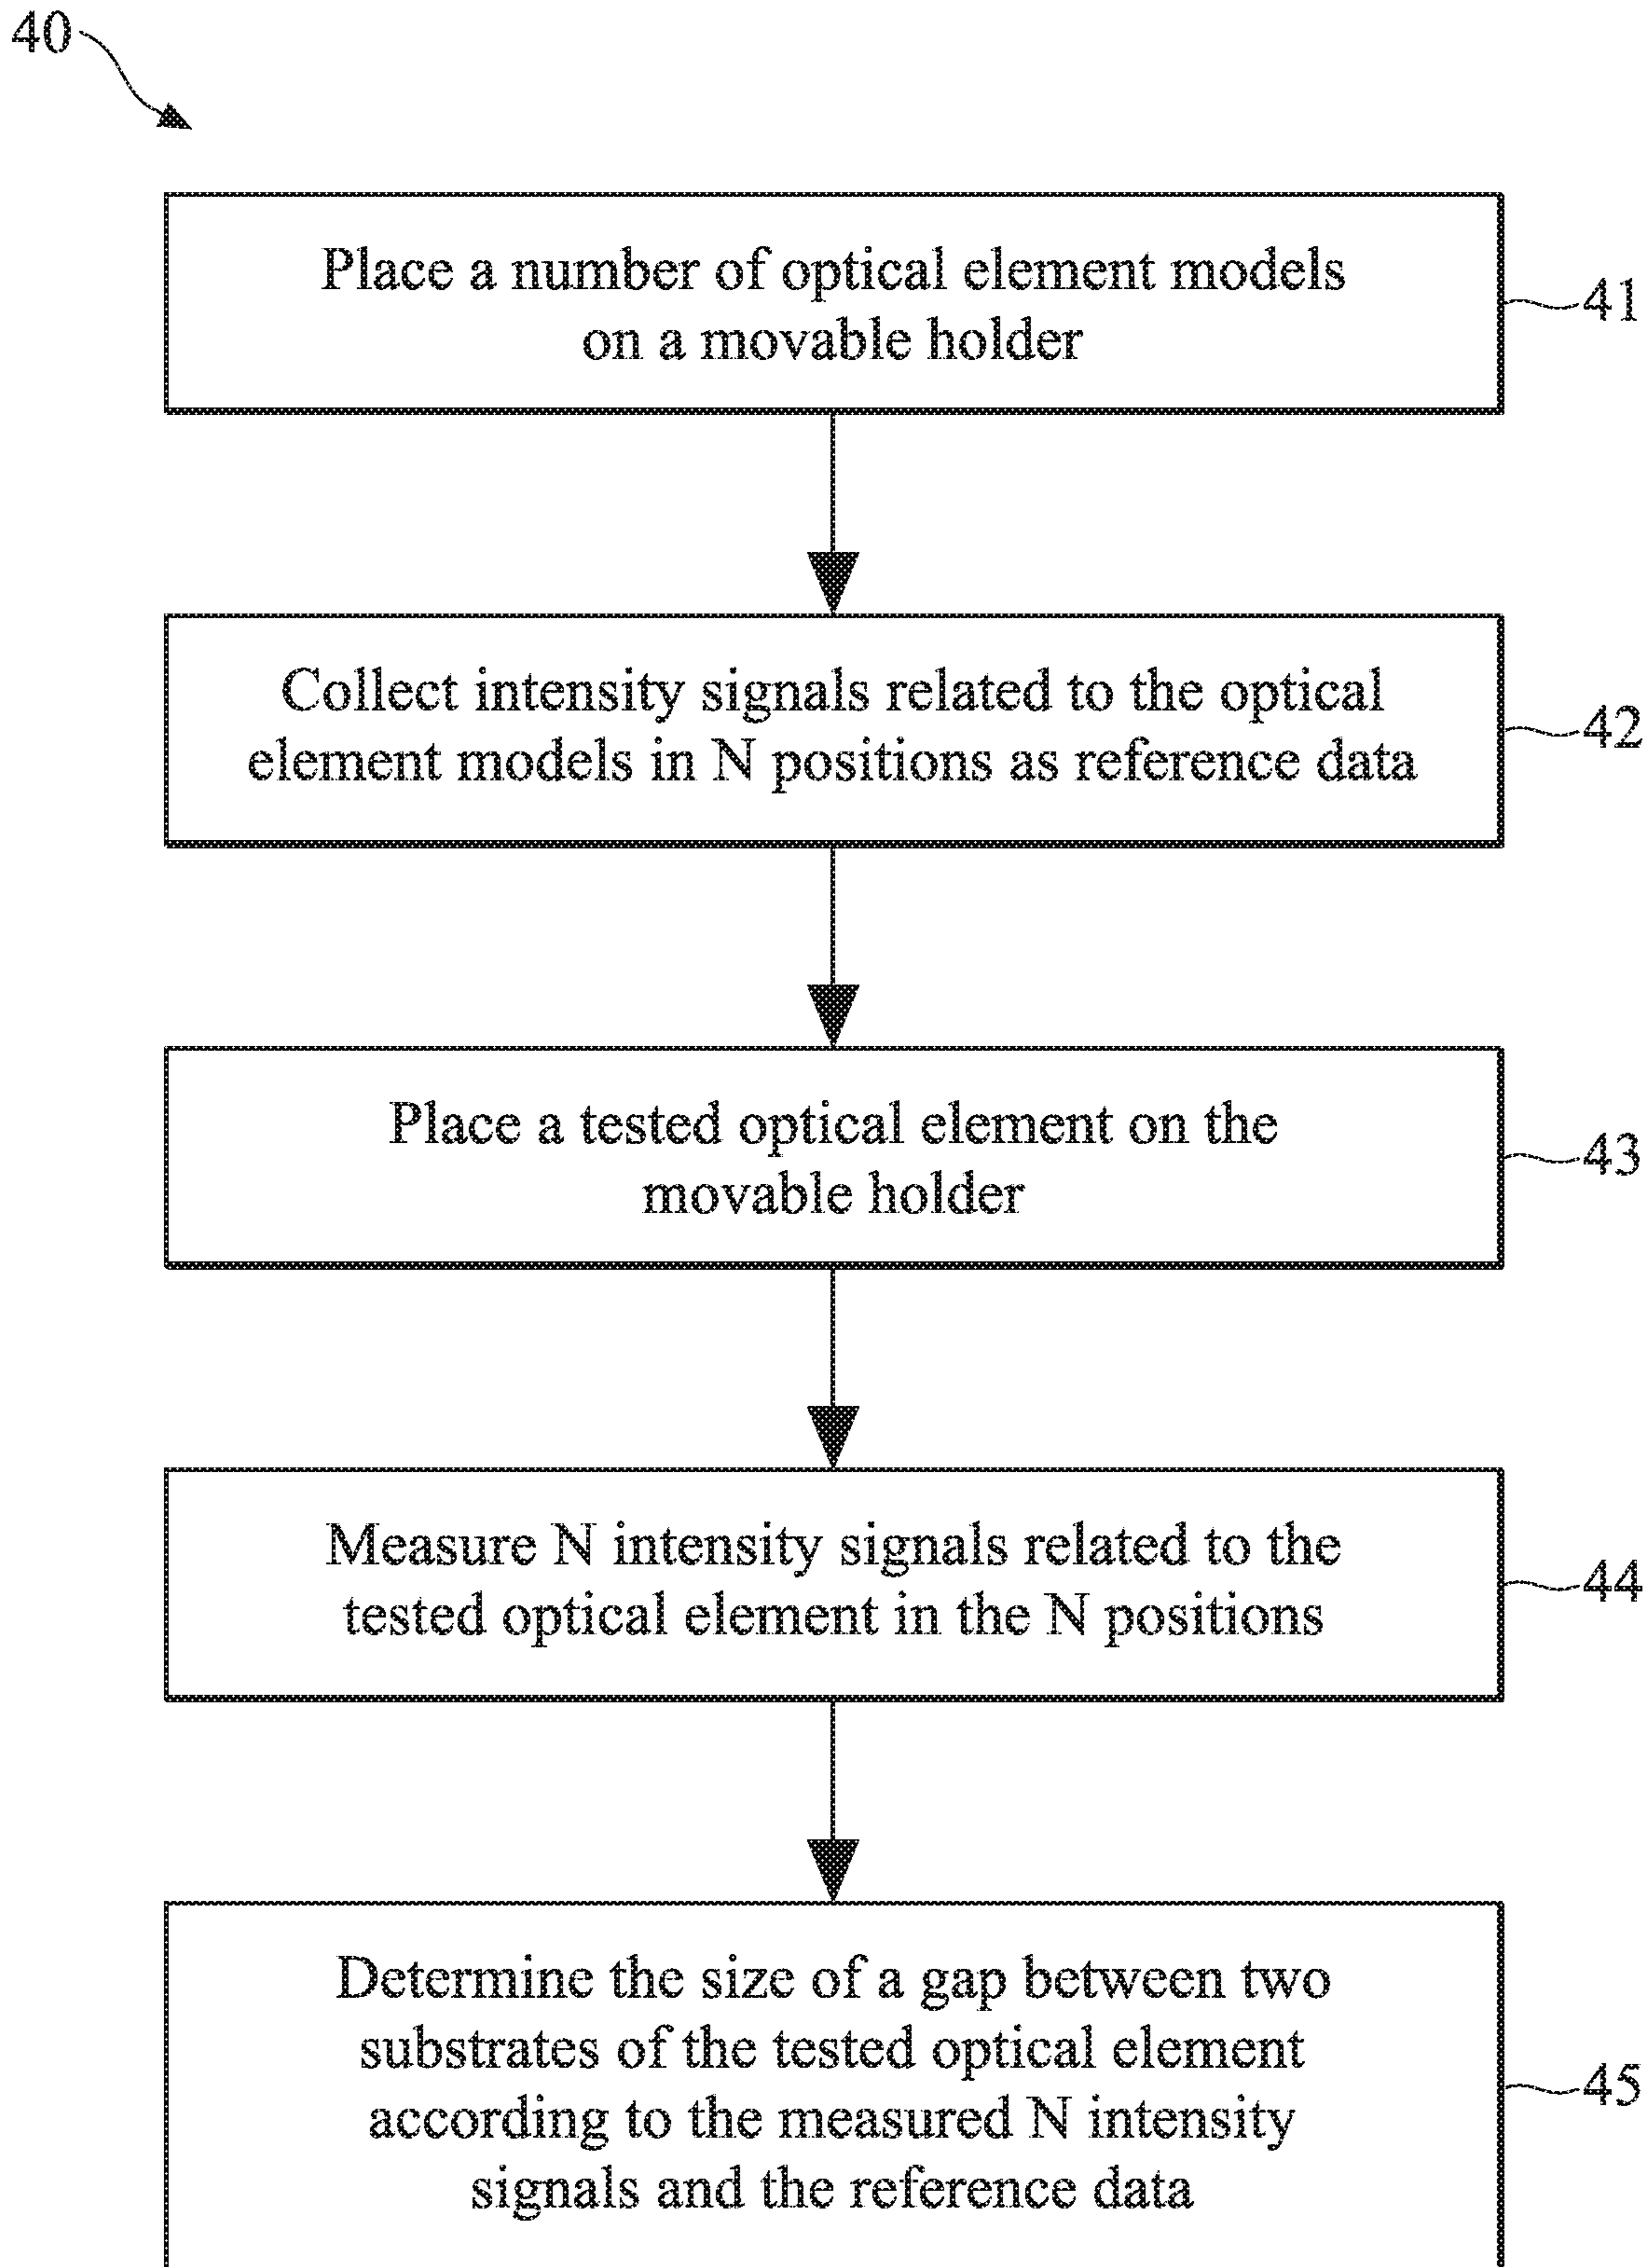 40
Place a number of optical element models
on a movable holder
41
Collect intensity signals related to the optical
element models in N positions as reference data
42
Place a tested optical element on the
movable holder
43
Measure N intensity signals related to the
tested optical element in the N positions
44
Determine the size of a gap between two
substrates of the tested optical element
according to the measured N intensity
signals and the reference data
45